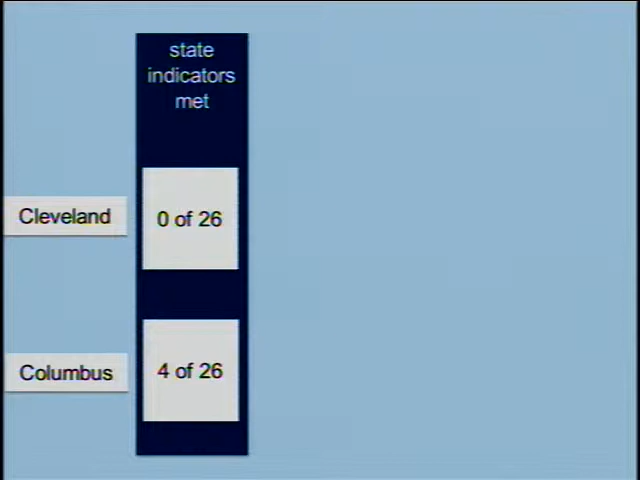 state
indicators
met
Cleveland
0 of 26
Columbus
4 of 26